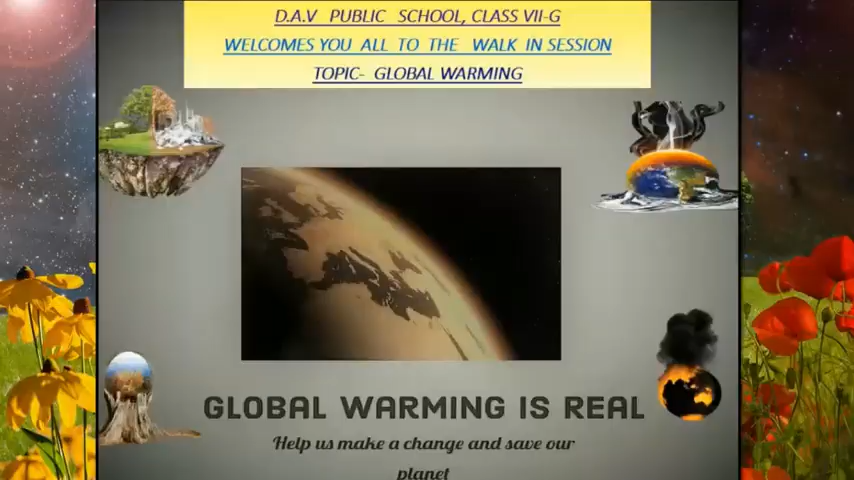 D.A.V PUBLIC SCHOOL, CLASS VII-G
WELCOMES YOU ALL TO THE WALK IN SESSION
TOPIC- GLOBAL WARMING
GLOBAL WARMING IS REAL
Help us make a change and save our
planet